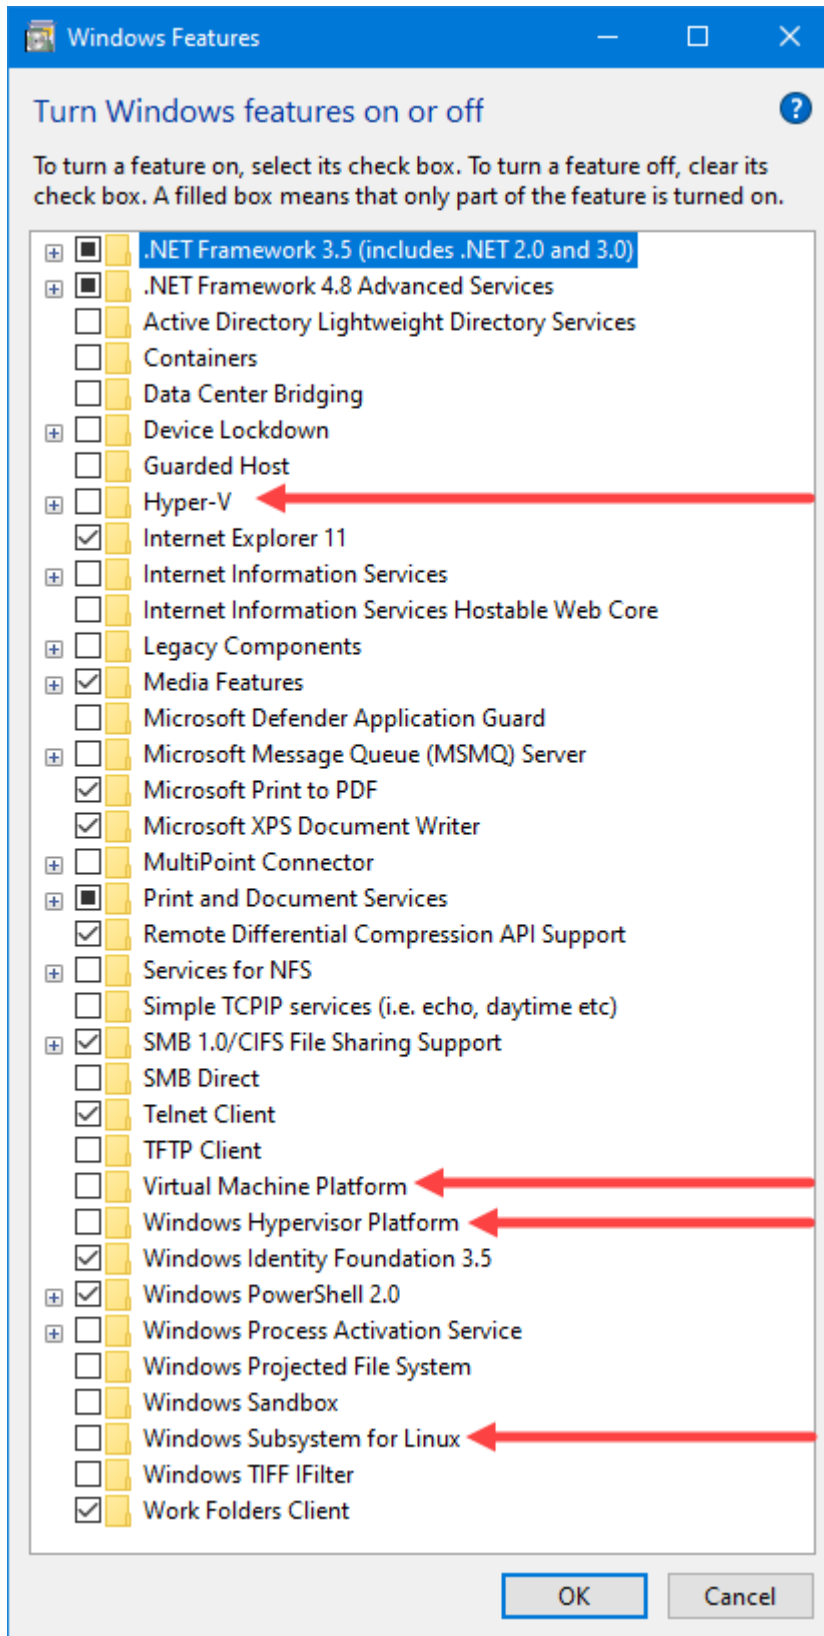 Windows Features
Turn Windows features on or off
?
To turn a feature on, select its check box. To turn a feature off, clear its
check box. A filled box means that only part of the feature is turned on.
.NET Framework 3.5 (includes .NET 2.0 and 3.0)
.NET Framework 4.8 Advanced Services
Active Directory Lightweight Directory Services
Containers
Data Center Bridging
Device Lockdown
Guarded Host
Hyper-V
Internet Explorer 11
Internet Information Services
Internet Information Services Hostable Web Core
Legacy Components
Media Features
Microsoft Defender Application Guard
Microsoft Message Queue (MSMQ) Server
Microsoft Print to PDF
Microsoft XPS Document Writer
MultiPoint Connector
Print and Document Services
Remote Differential Compression API Support
Services for NFS
Simple TCPIP services (i.e. echo, daytime etc)
SMB 1.0/CIFS File Sharing Support
SMB Direct
Telnet Client
TFTP Client
Virtual Machine Platform
Windows Hypervisor Platform
Windows Identity Foundation 3.5
Windows PowerShell 2.0
Windows Process Activation Service
Windows Projected File System
Windows Sandbox
Windows Subsystem for Linux
Windows TIFF IFilter
Work Folders Client
OK Cancel